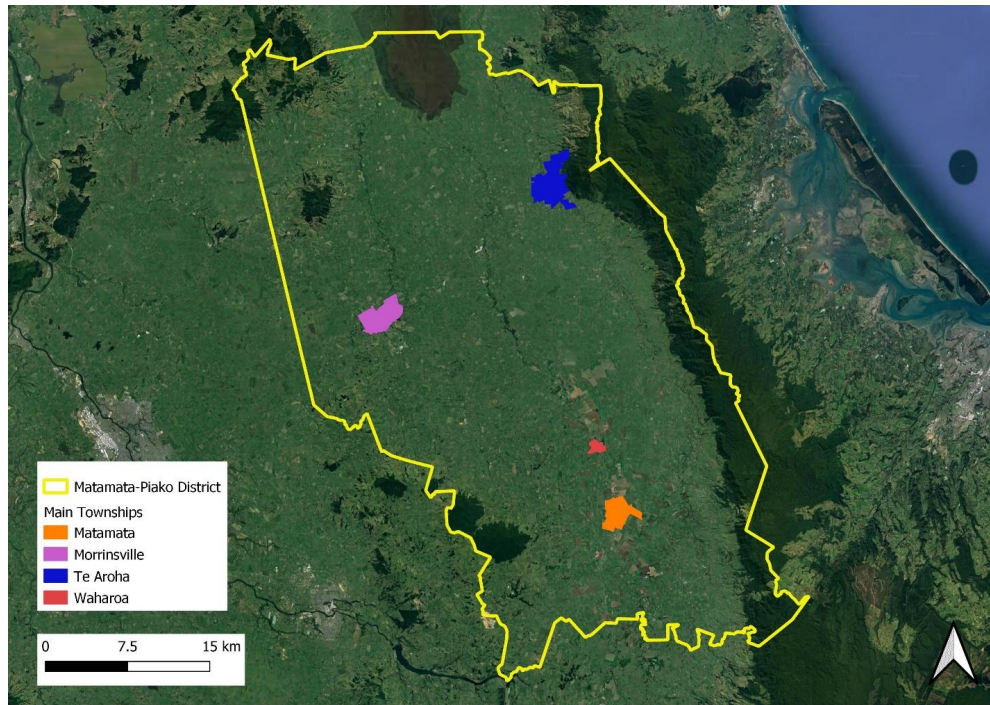 Matamata-Piako District
Main Townships
Matamata
Morrinsville
Te Aroha
Waharoa
0 7.5 15 km